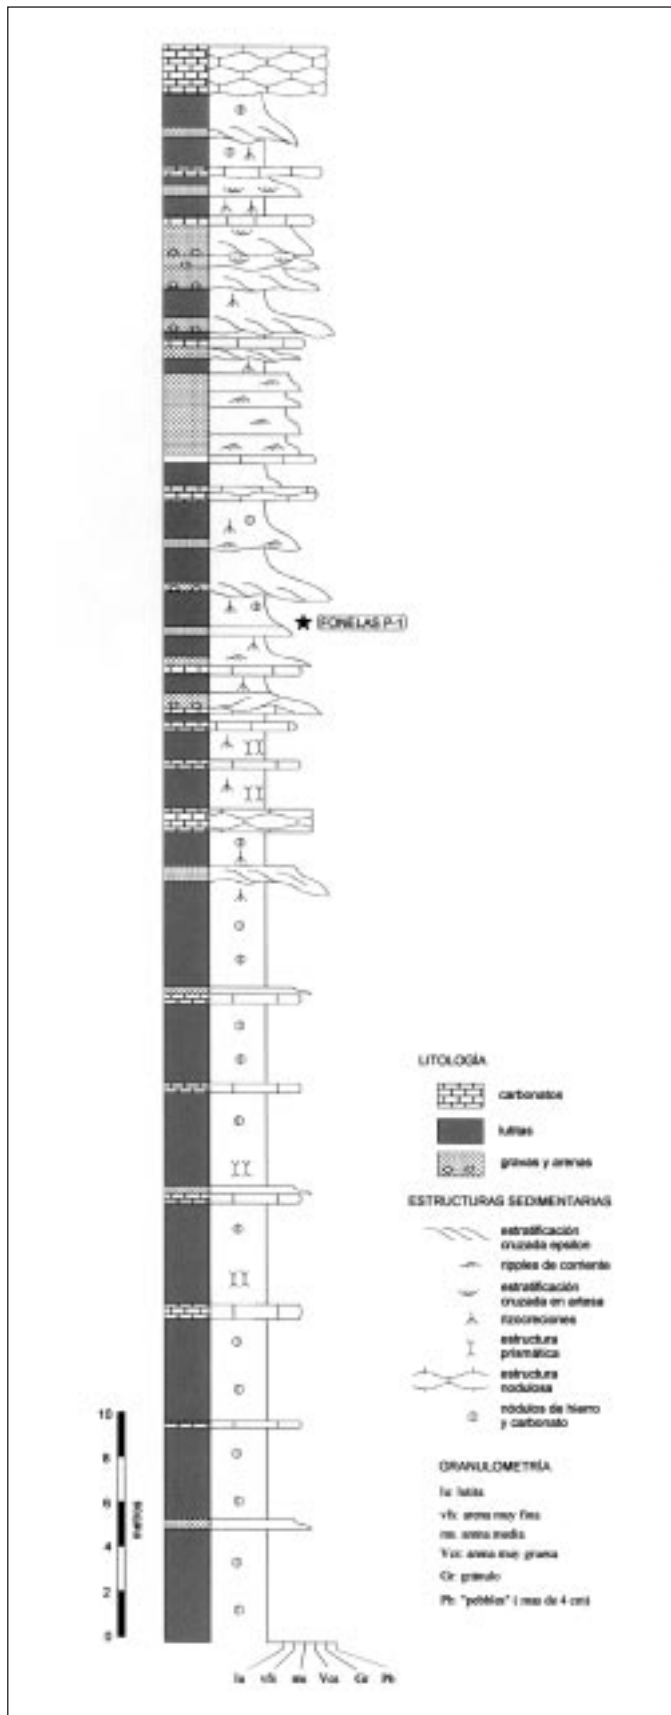 FONELAS P-1
LITOLOGÍA
carbonatos
lutitas
gravas y arenas
ESTRUCTURAS SEDIMENTARIAS
estratificación
cruzada epsilon
ripples de corriente
estratificación
cruzada en artesa
rizocreciones
estructura
prismática
estructura
nodulosa
nódulos de hierro
y carbonato
GRANULOMETRÍA
lu: lutita
vfs: arena muy fina
ms: arena media
Vcs: arena muy gruesa
Gr: gránulo
Pb: "pebbles" ( mas de 4 cm)
10
8
6
4
2
0
metros
lu vfs ms Vcs Gr Pb